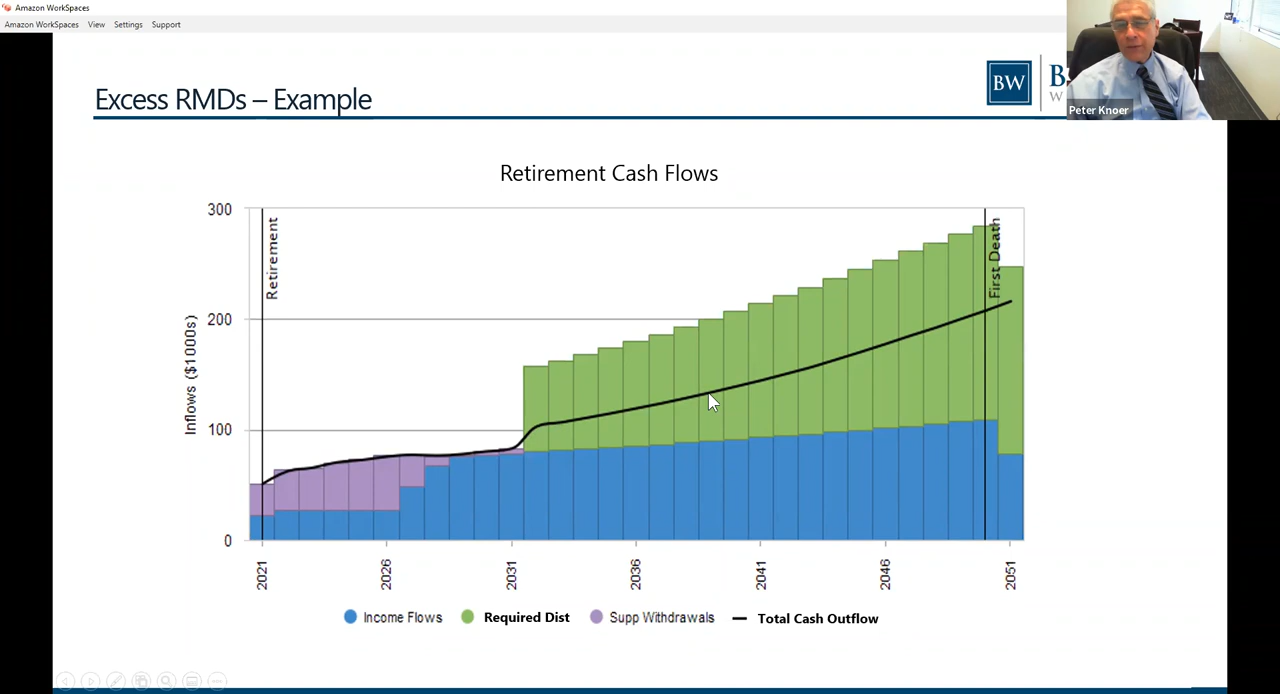 Amazon WorkSpaces
Amazon WorkSpaces View Settings Support
Excess RMDs – Example
BW
B
W
Peter Knoer
Retirement Cash Flows
Inflows ($1000s)
300
200
100
0
Retirement
First Death
2021
2026
2031
2036
2041
2046
2051
Income Flows
Required Dist
Supp Withdrawals
Total Cash Outflow